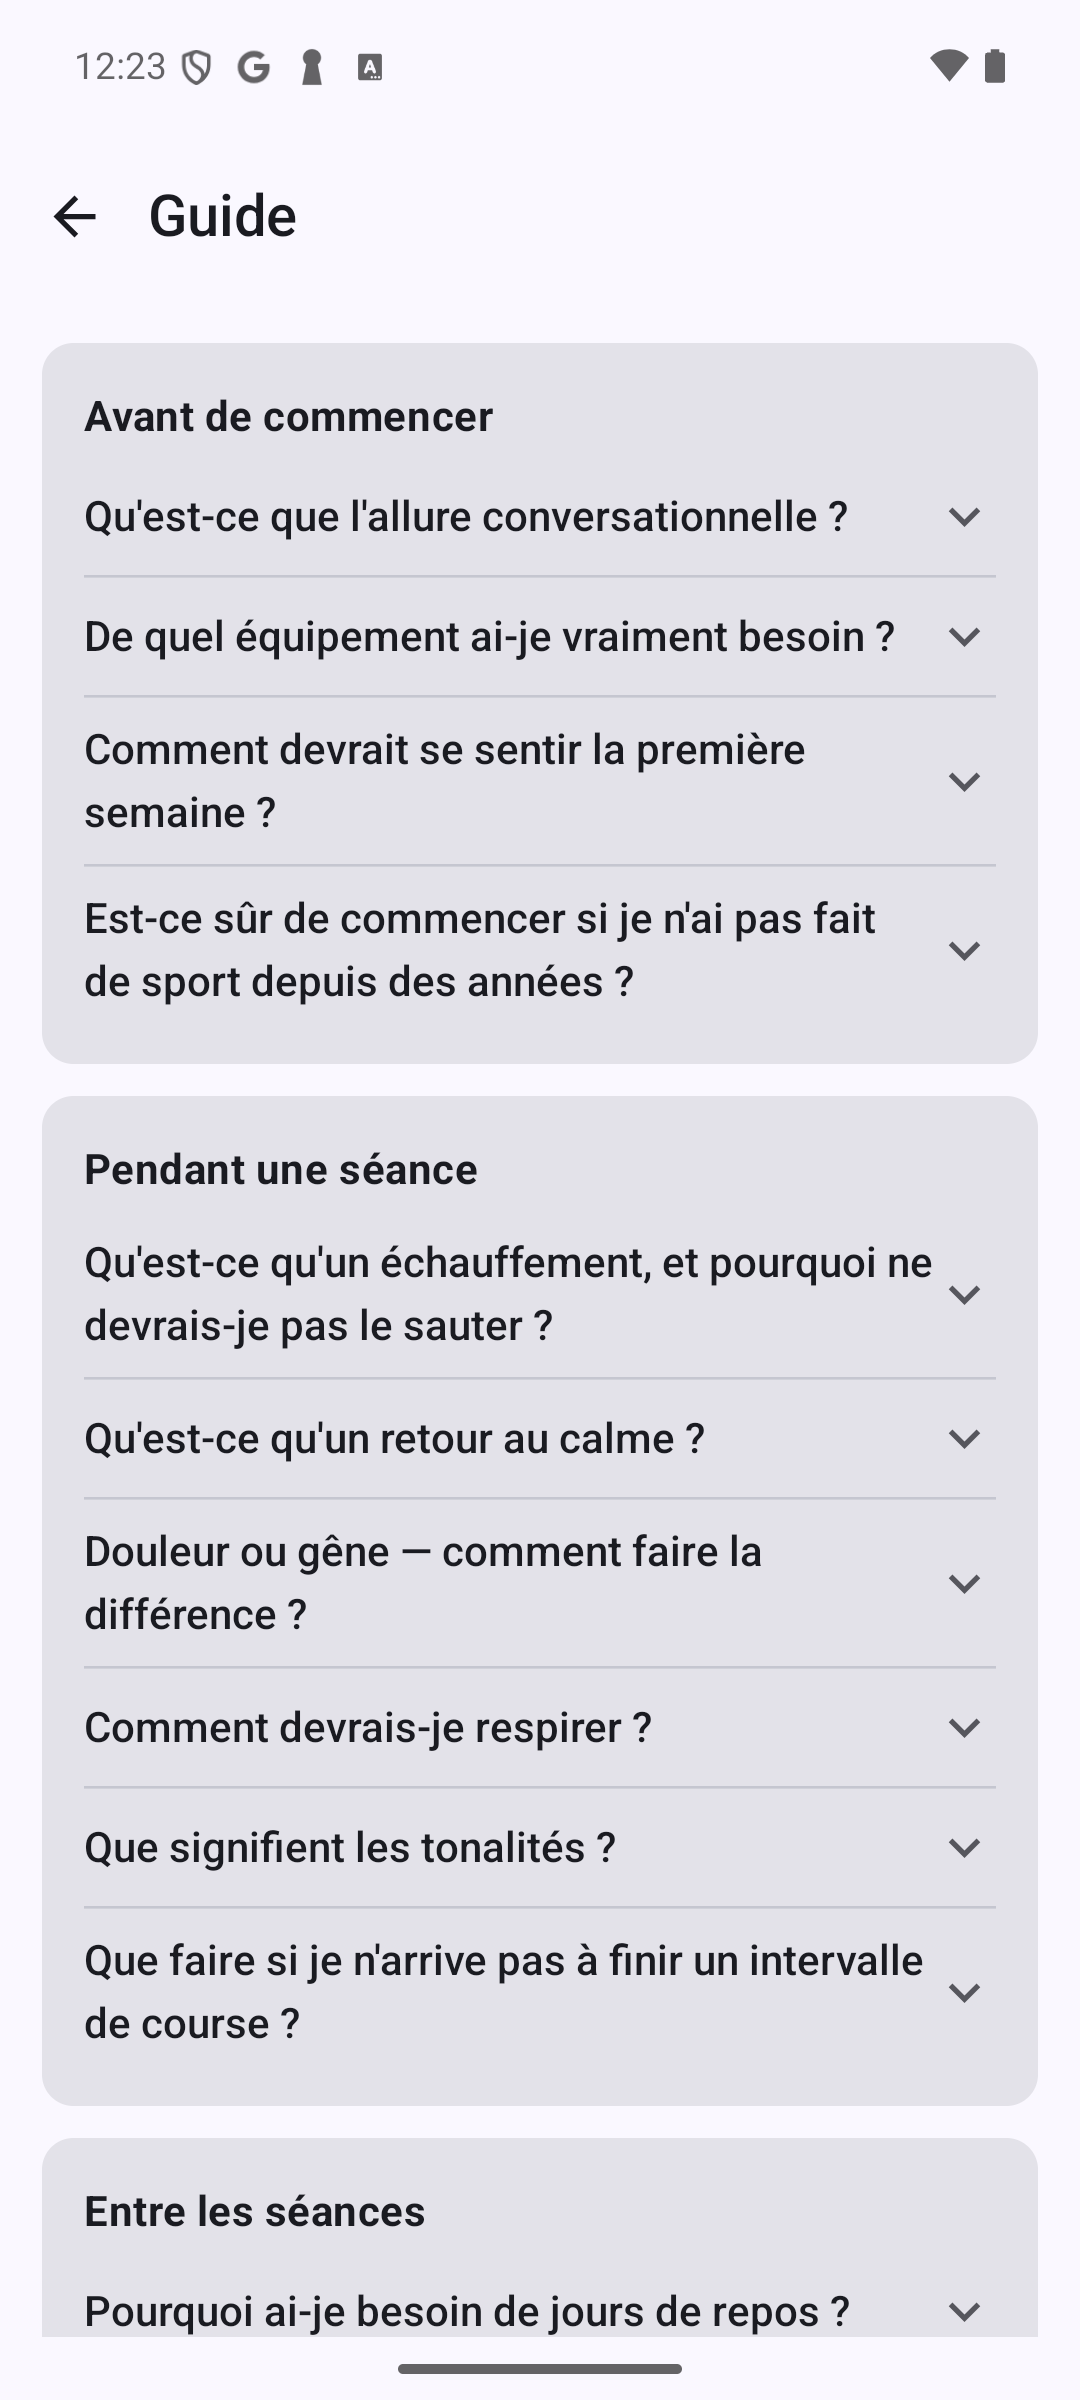 12:23
Guide
Avant de commencer
Qu'est-ce que l'allure conversationnelle ?
De quel équipement ai-je vraiment besoin ?
Comment devrait se sentir la première
semaine ?
Est-ce sûr de commencer si je n'ai pas fait
de sport depuis des années ?
Pendant une séance
Qu'est-ce qu'un échauffement, et pourquoi ne
devrais-je pas le sauter ?
Qu'est-ce qu'un retour au calme ?
Douleur ou gêne — comment faire la
différence ?
Comment devrais-je respirer ?
Que signifient les tonalités ?
Que faire si je n'arrive pas à finir un intervalle
de course ?
Entre les séances
Pourquoi ai-je besoin de jours de repos ?